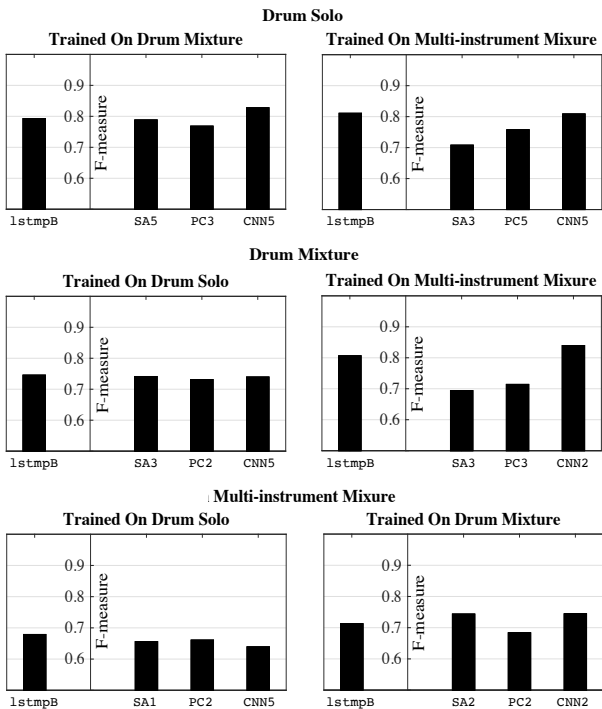 Drum Solo
Trained On Drum Mixture
0.9
0.8
0.7
0.6
F-measure
lstmpB SA5 PC3 CNN5
Trained On Multi-instrument Mixure
0.9
0.8
0.7
0.6
F-measure
lstmpB SA3 PC5 CNN5
Drum Mixture
Trained On Drum Solo
0.9
0.8
0.7
0.6
F-measure
lstmpB SA3 PC2 CNN5
Trained On Multi-instrument Mixure
0.9
0.8
0.7
0.6
F-measure
lstmpB SA3 PC3 CNN2
Multi-instrument Mixure
Trained On Drum Solo
0.9
0.8
0.7
0.6
F-measure
lstmpB SA1 PC2 CNN5
Trained On Drum Mixture
0.9
0.8
0.7
0.6
F-measure
lstmpB SA2 PC2 CNN2